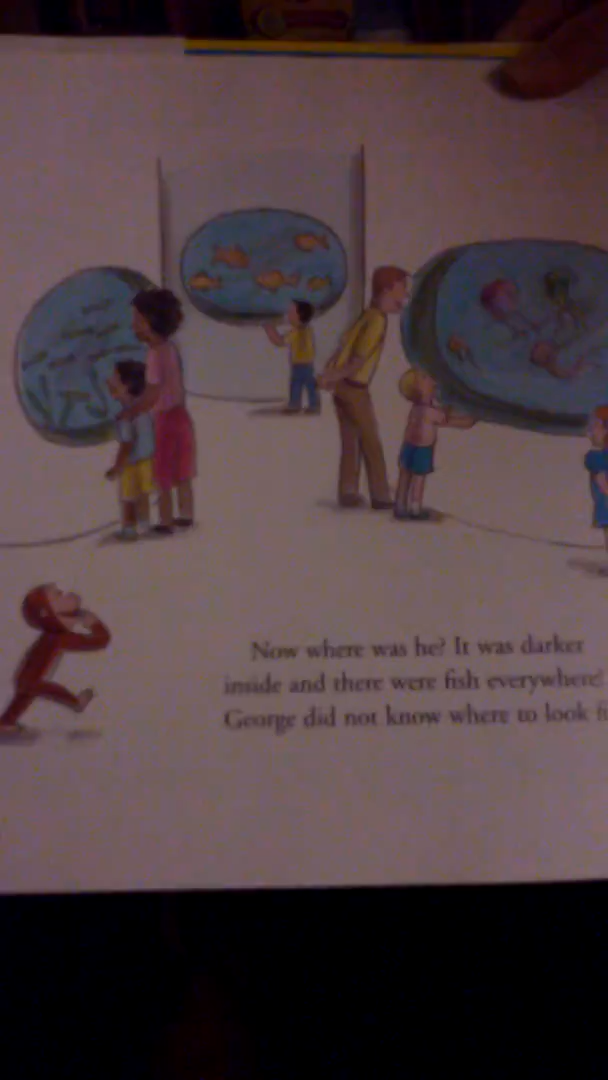 Now where was he? It was darker
inside and there were fish everywhere!
George did not know where to look